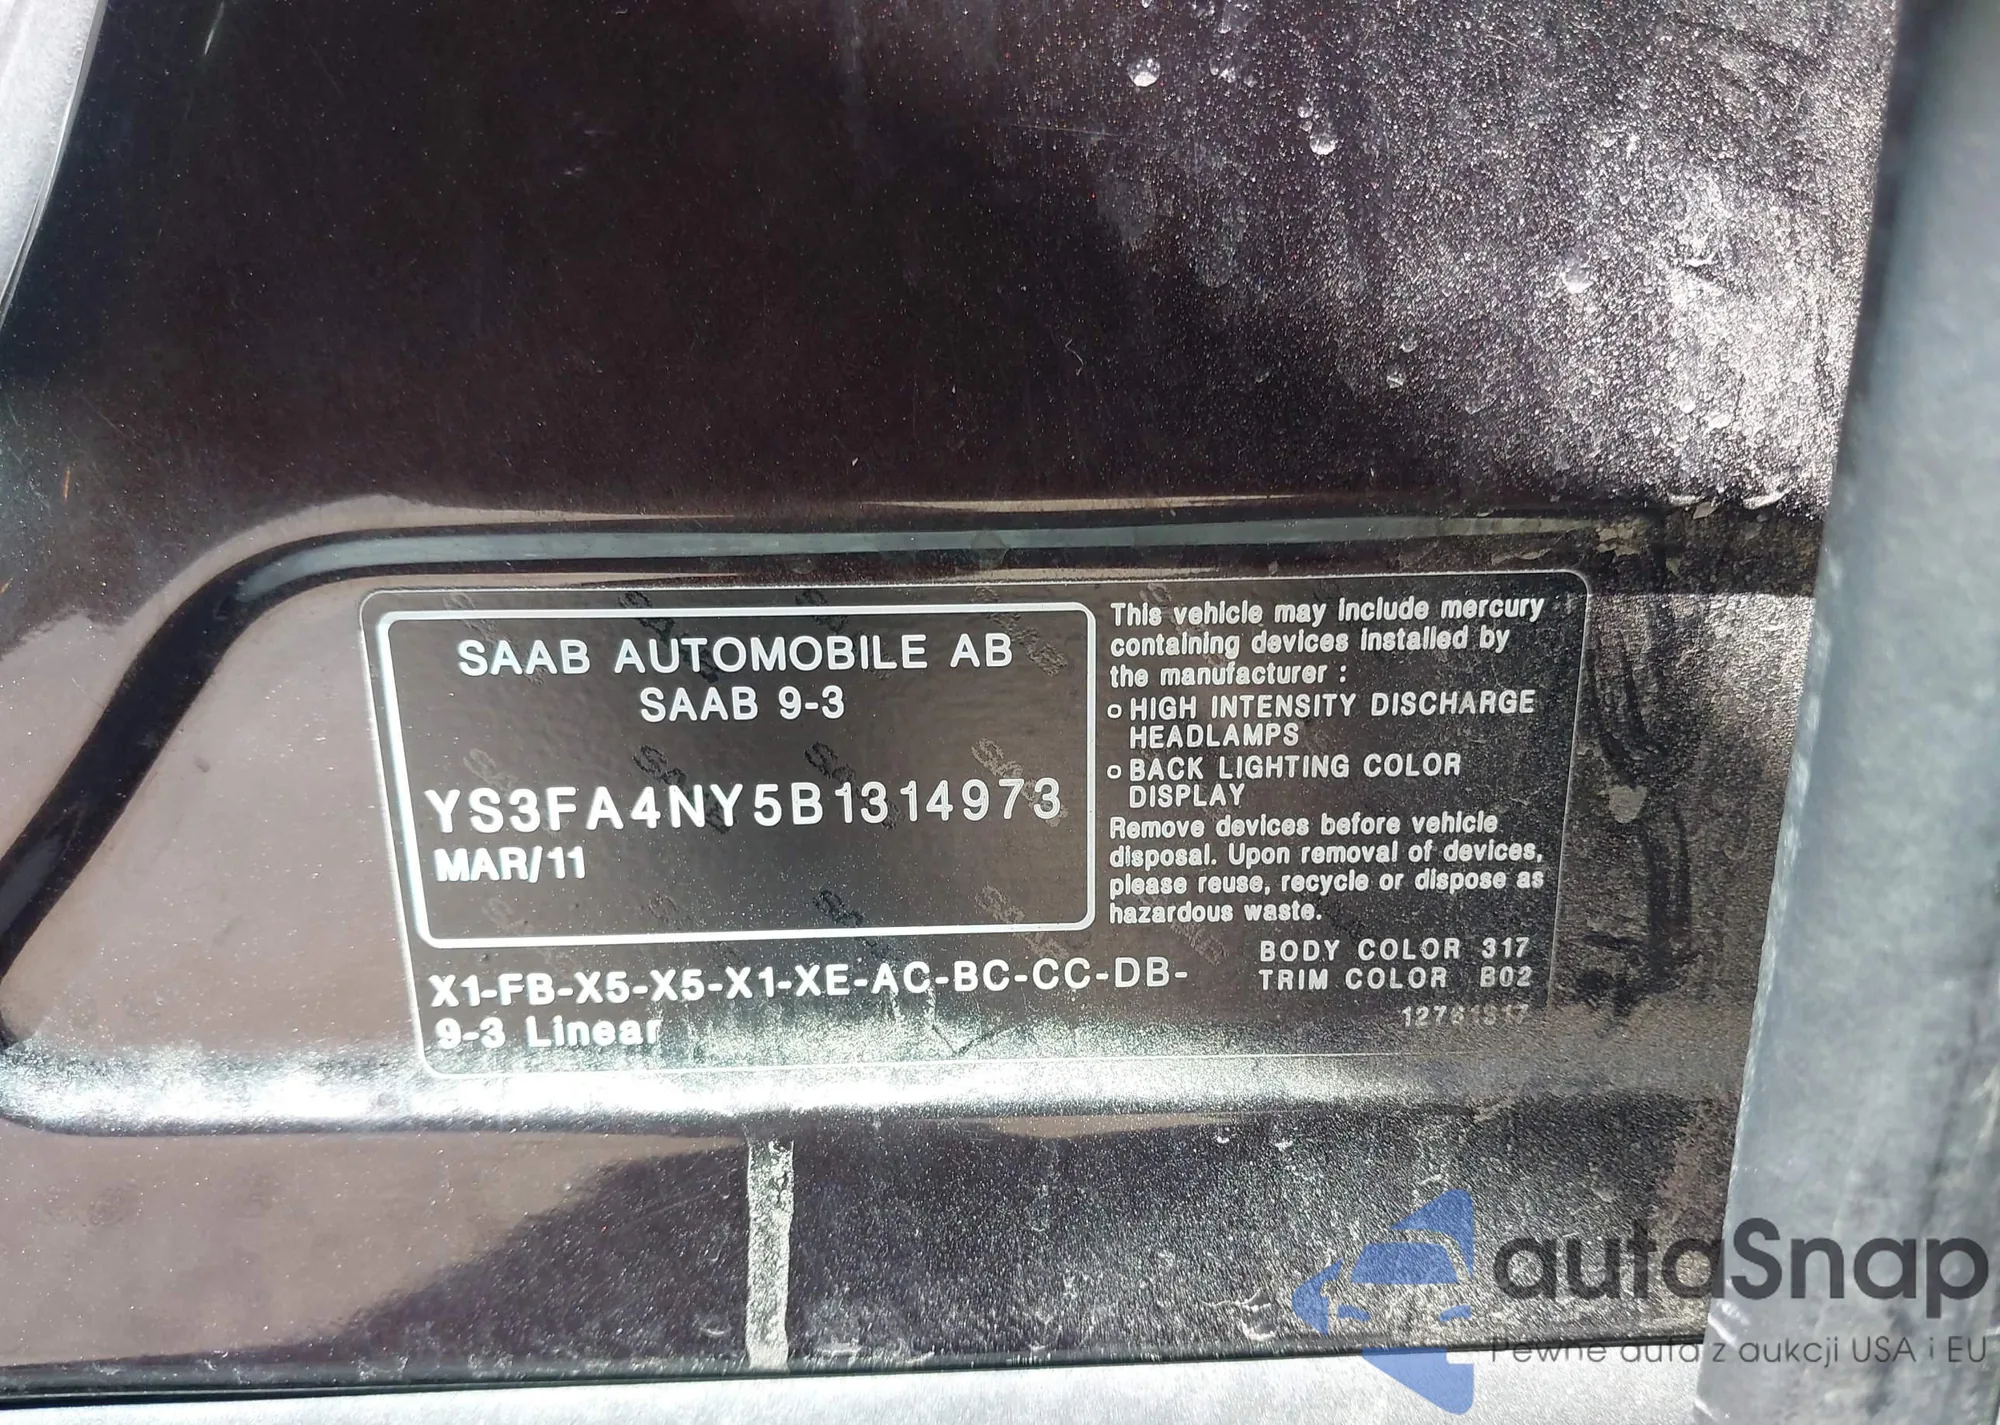 SAAB AUTOMOBILE AB
SAAB 9-3
YS3FA4NY5B1314973
MAR/11
X1-FB-X5-X5-X1-XE-AC-BC-CC-DB-
9-3 Linear
This vehicle may include mercury
containing devices installed by
the manufacturer :
o HIGH INTENSITY DISCHARGE
HEADLAMPS
o BACK LIGHTING COLOR
DISPLAY
Remove devices before vehicle
disposal. Upon removal of devices,
please reuse, recycle or dispose as
hazardous waste.
BODY COLOR 317
TRIM COLOR B02
autaSnap
Pewne auta z aukcji USA i EU